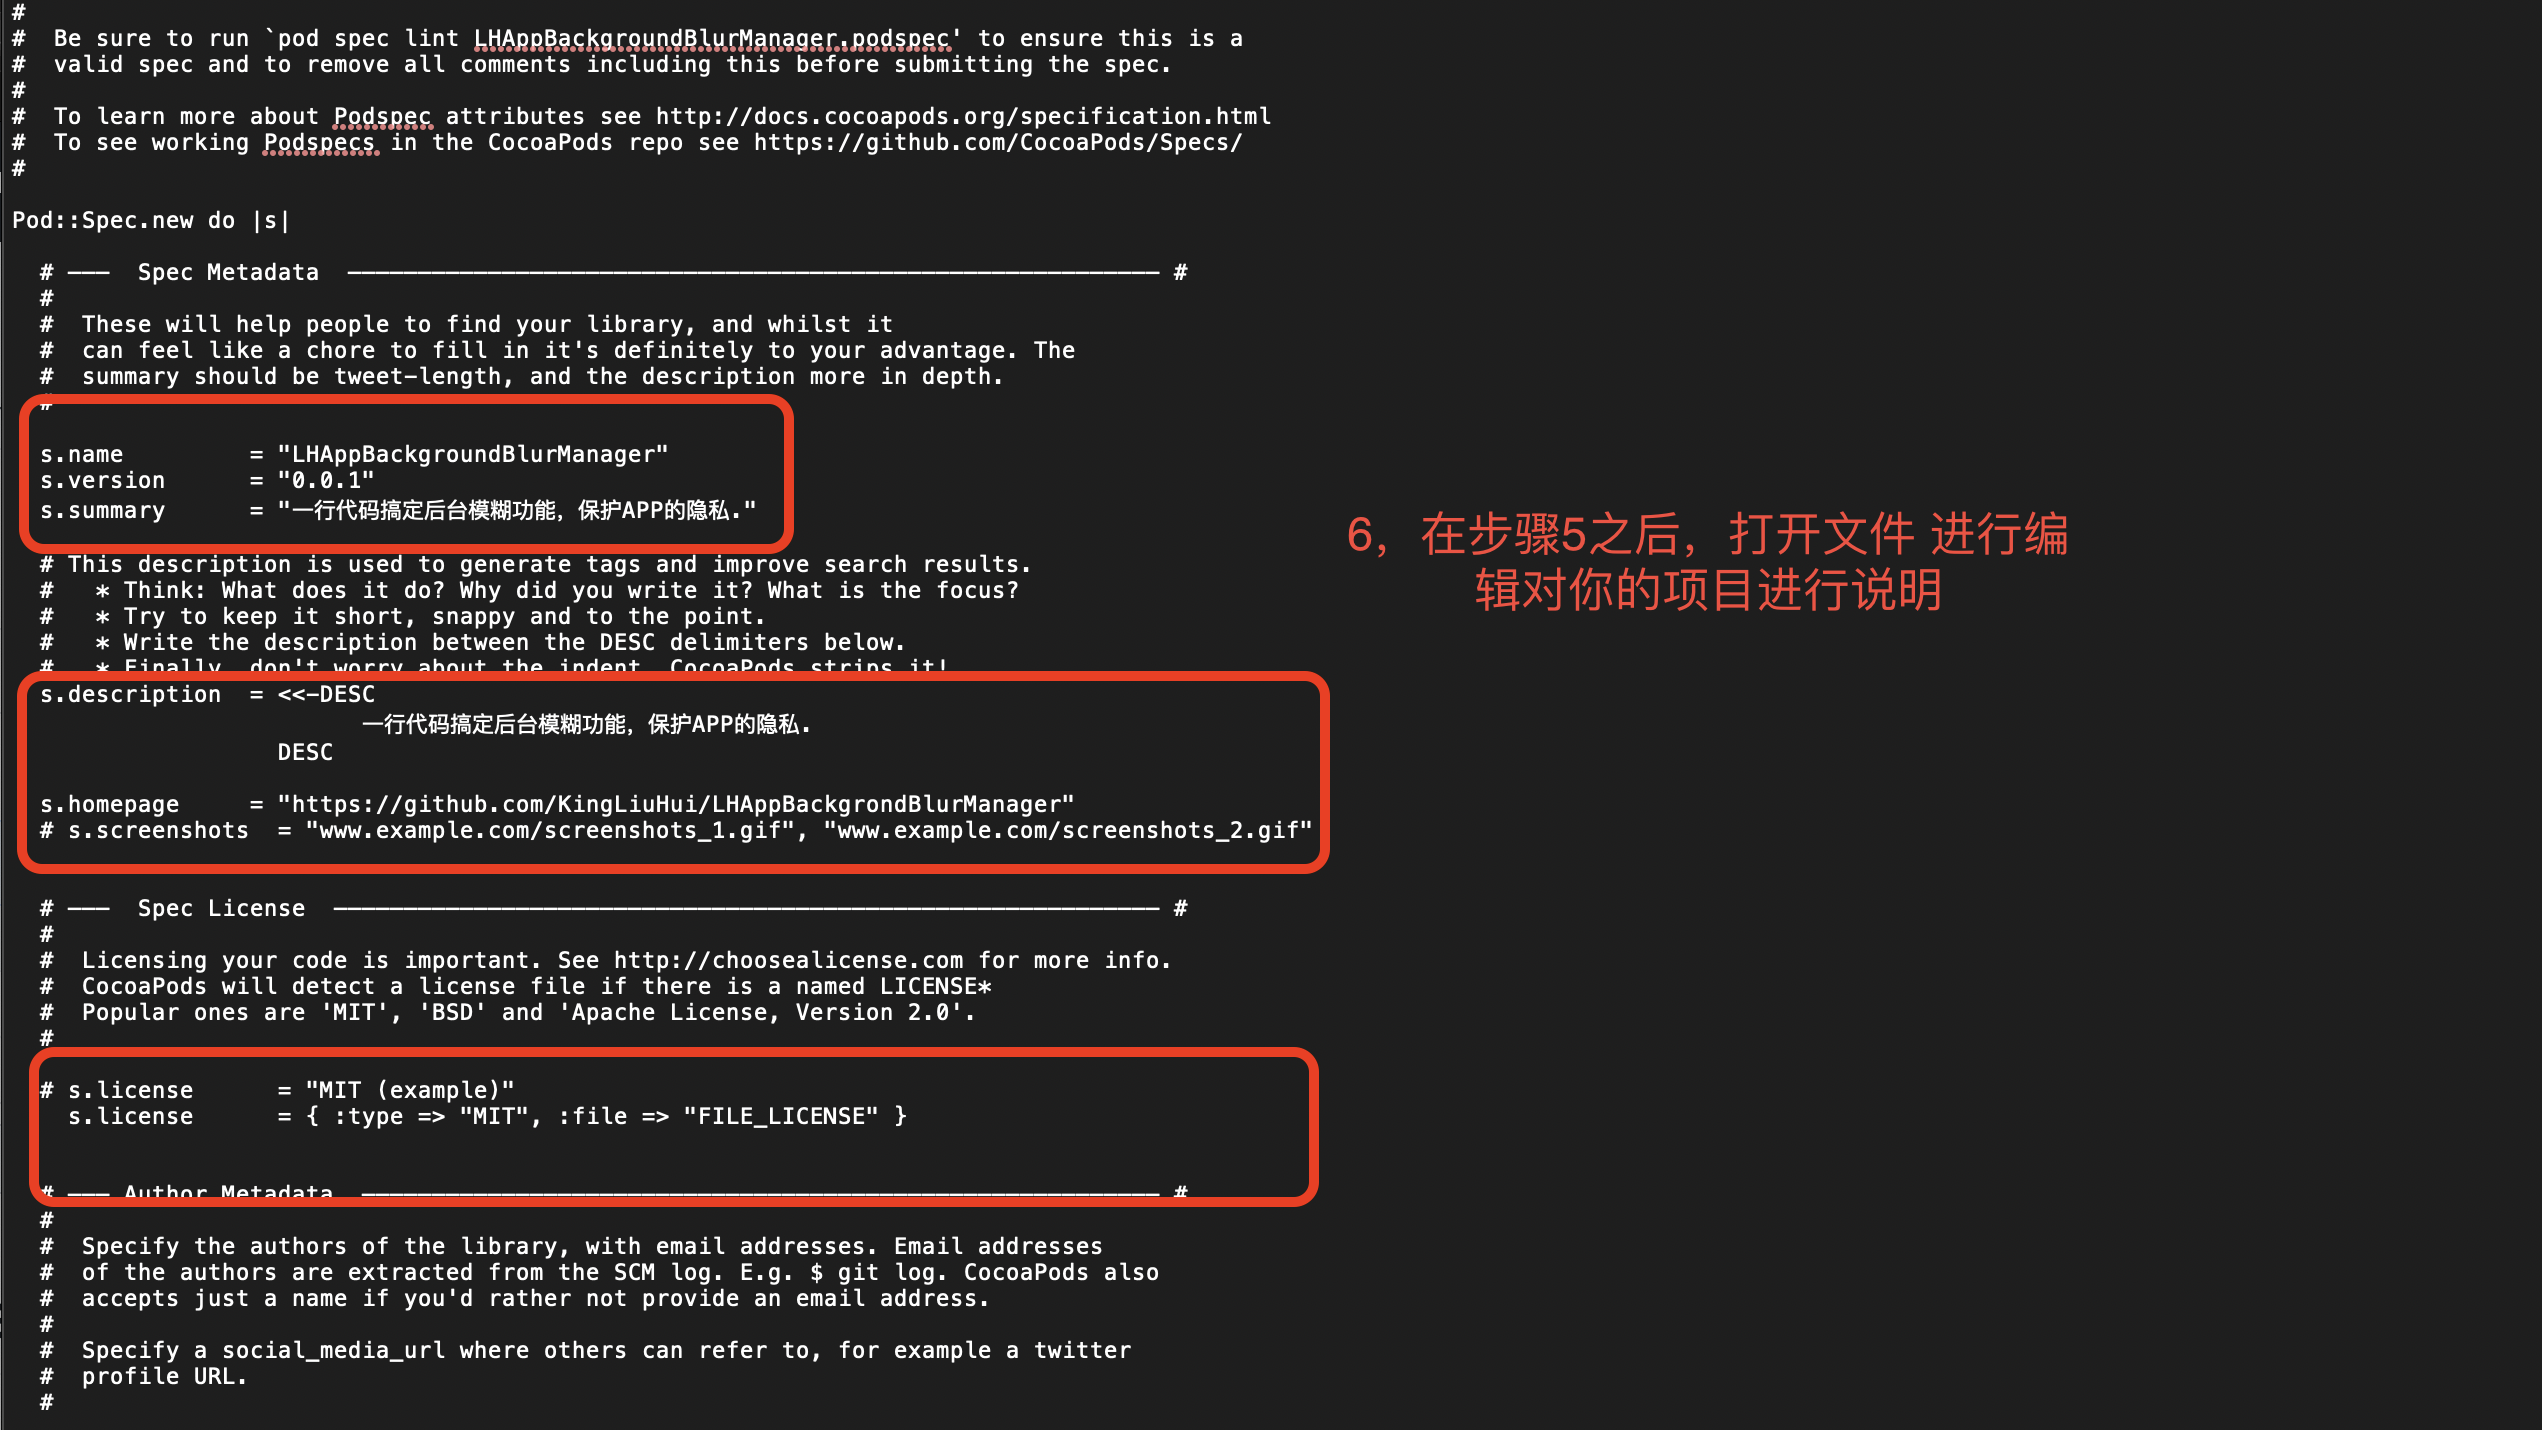 #
#  Be sure to run `pod spec lint LHAppBackgroundBlurManager.podspec' to ensure this is a
#  valid spec and to remove all comments including this before submitting the spec.
#
#  To learn more about Podspec attributes see http://docs.cocoapods.org/specification.html
#  To see working Podspecs in the CocoaPods repo see https://github.com/CocoaPods/Specs/
#
Pod::Spec.new do |s|
# ―――  Spec Metadata  ―――――――――――――――――――――――――――――――――――――――――――――――――――――――――― #
#
#  These will help people to find your library, and whilst it
#  can feel like a chore to fill in it's definitely to your advantage. The
#  summary should be tweet-length, and the description more in depth.
#
s.name         = "LHAppBackgroundBlurManager"
s.version      = "0.0.1"
s.summary      = "一行代码搞定后台模糊功能，保护APP的隐私."
# This description is used to generate tags and improve search results.
#   * Think: What does it do? Why did you write it? What is the focus?
#   * Try to keep it short, snappy and to the point.
#   * Write the description between the DESC delimiters below.
#   * Finally, don't worry about the indent, CocoaPods strips it!
s.description  = <<-DESC
一行代码搞定后台模糊功能，保护APP的隐私.
DESC
s.homepage     = "https://github.com/KingLiuHui/LHAppBackgrondBlurManager"
# s.screenshots  = "www.example.com/screenshots_1.gif", "www.example.com/screenshots_2.gif"
# ―――  Spec License  ――――――――――――――――――――――――――――――――――――――――――――――――――――――――――― #
#
#  Licensing your code is important. See http://choosealicense.com for more info.
#  CocoaPods will detect a license file if there is a named LICENSE*
#  Popular ones are 'MIT', 'BSD' and 'Apache License, Version 2.0'.
#
# s.license      = "MIT (example)"
s.license      = { :type => "MIT", :file => "FILE_LICENSE" }
# ――― Author Metadata  ――――――――――――――――――――――――――――――――――――――――――――――――――――――――― #
#
#  Specify the authors of the library, with email addresses. Email addresses
#  of the authors are extracted from the SCM log. E.g. $ git log. CocoaPods also
#  accepts just a name if you'd rather not provide an email address.
#
#  Specify a social_media_url where others can refer to, for example a twitter
#  profile URL.
#
6，在步骤5之后，打开文件 进行编
辑对你的项目进行说明